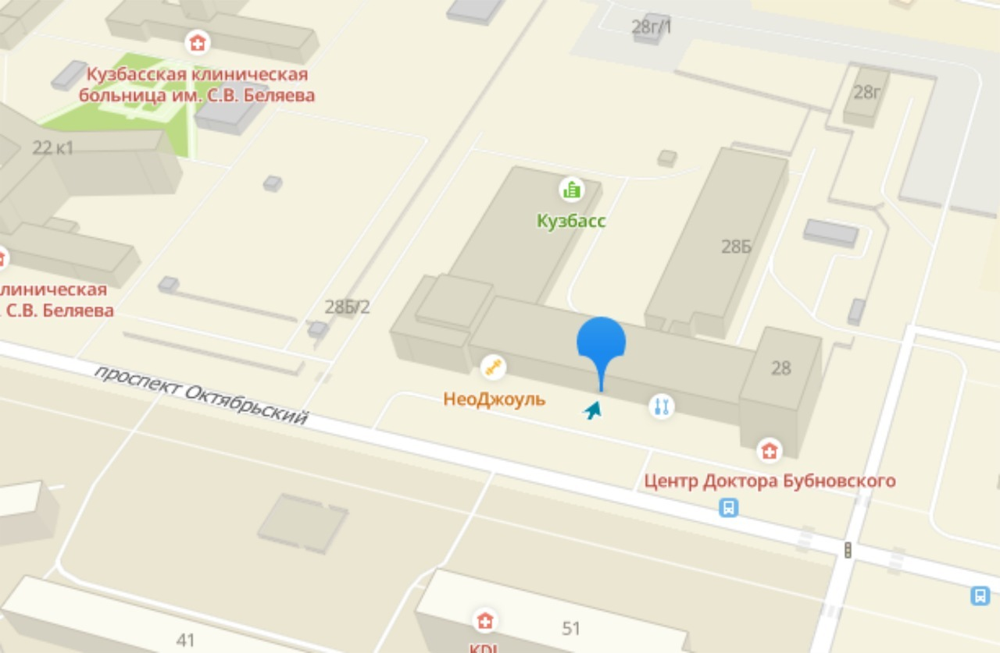 28г/1
Кузбасская клиническая
больница им. С.В. Беляева
28г
22 к1
Кузбасс
28Б
линическая
С.В. Беляева
28Б/2
28
НеоДжоуль
проспект Октябрьский
Центр Доктора Бубновского
51
41
KDL